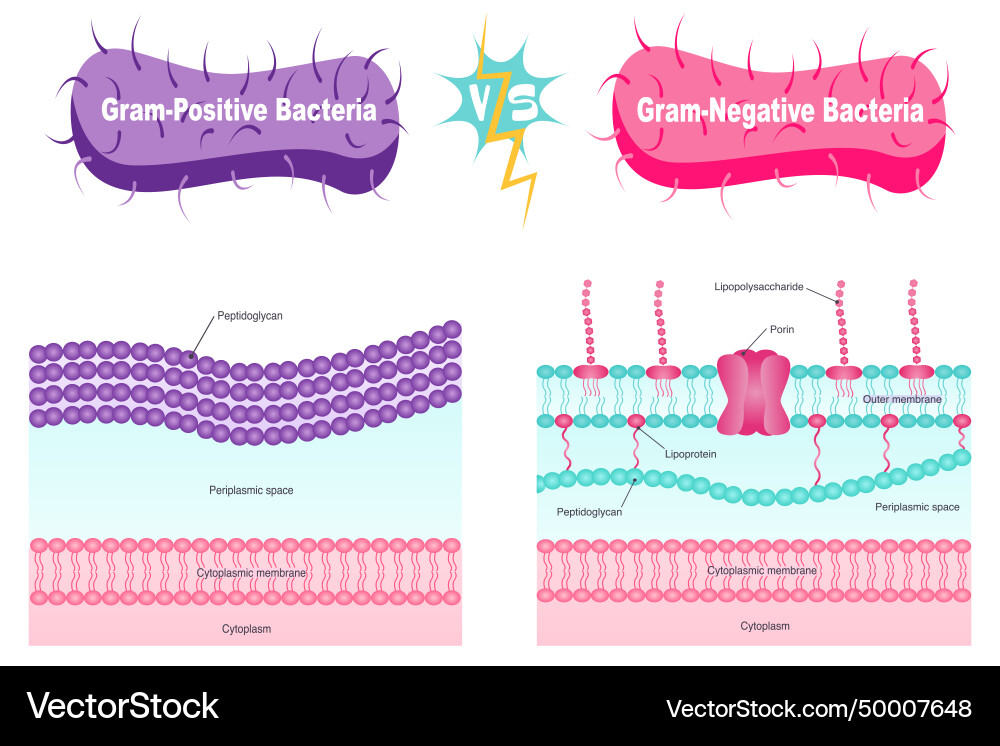 Gram-Positive Bacteria
VS
Gram-Negative Bacteria
Peptidoglycan
Periplasmic space
Cytoplasmic membrane
Cytoplasm
Lipopolysaccharide
Porin
Outer membrane
Lipoprotein
Peptidoglycan
Periplasmic space
Cytoplasmic membrane
Cytoplasm
VectorStock
VectorStock.com/50007648